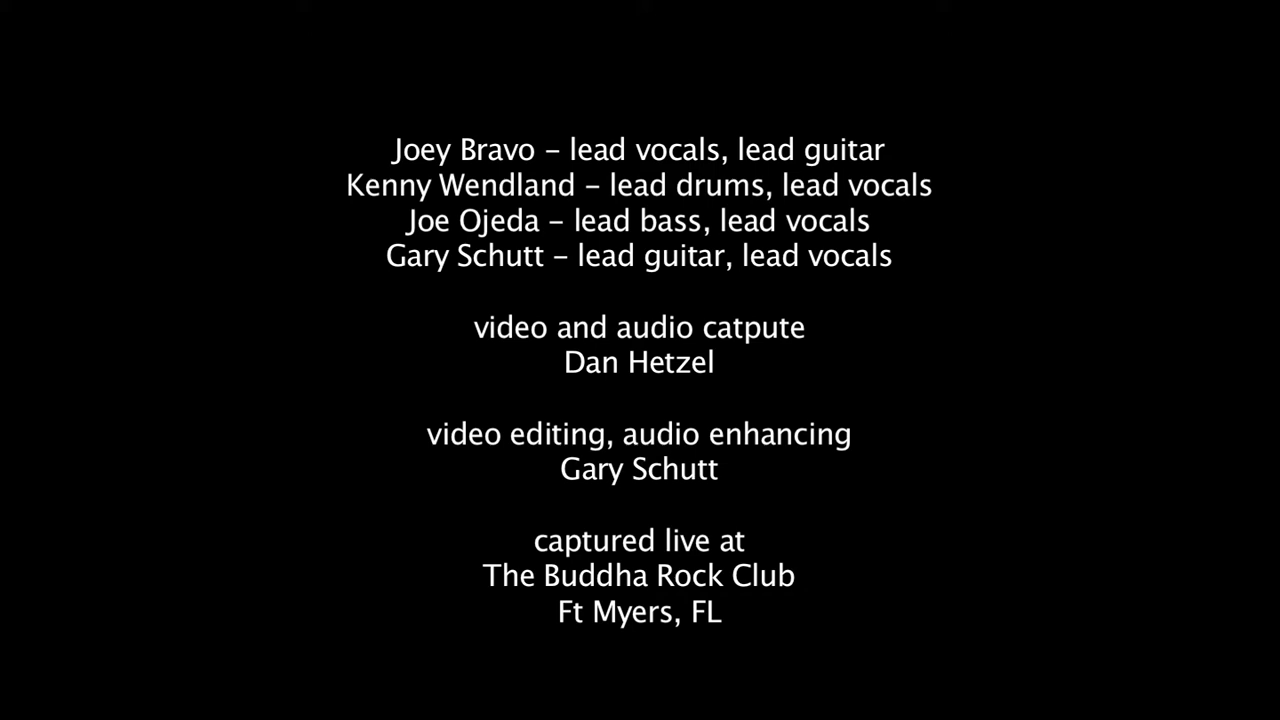 Joey Bravo – lead vocals, lead guitar
Kenny Wendland – lead drums, lead vocals
Joe Ojeda – lead bass, lead vocals
Gary Schutt – lead guitar, lead vocals
video and audio catpute
Dan Hetzel
video editing, audio enhancing
Gary Schutt
captured live at
The Buddha Rock Club
Ft Myers, FL